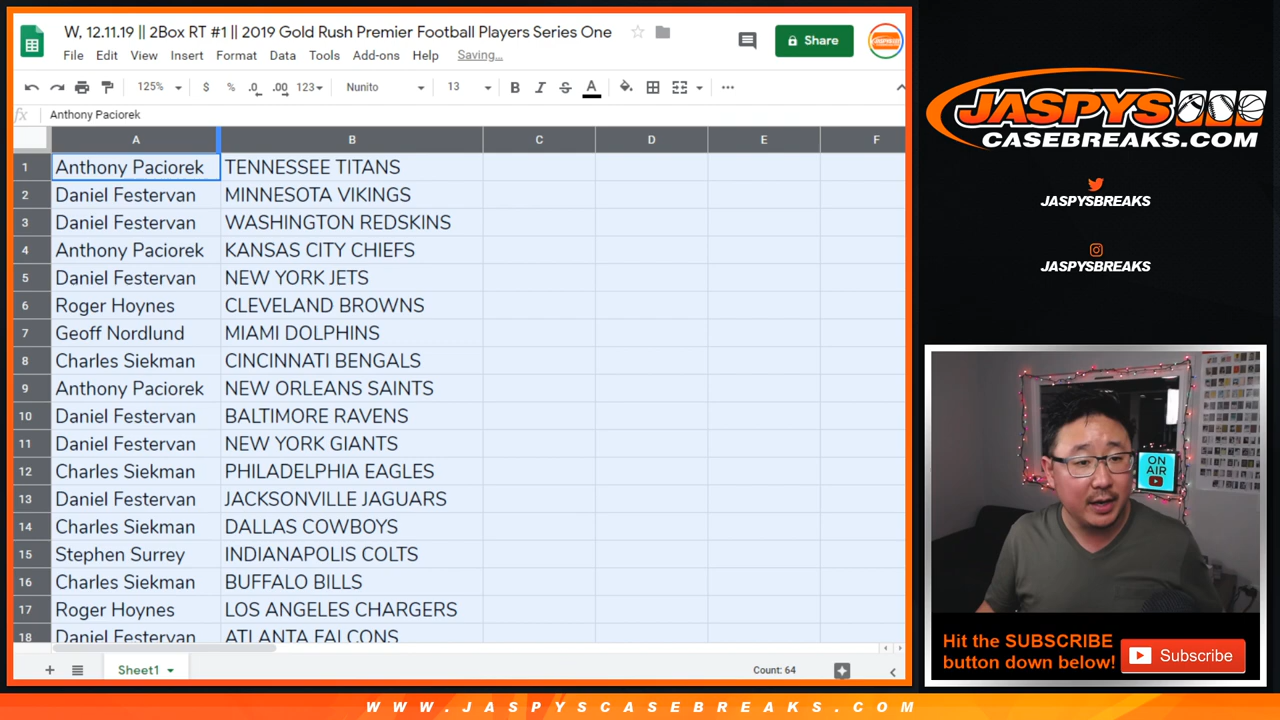 W, 12.11.19 || 2Box RT #1 || 2019 Gold Rush Premier Football Players Series One
File Edit View Insert Format Data Tools Add-ons Help Saving...
Share
125% $ % .0 .00 123 Nunito 13 B I S A
fx Anthony Paciorek
A B C D E F
1 Anthony Paciorek TENNESSEE TITANS
2 Daniel Festervan MINNESOTA VIKINGS
3 Daniel Festervan WASHINGTON REDSKINS
4 Anthony Paciorek KANSAS CITY CHIEFS
5 Daniel Festervan NEW YORK JETS
6 Roger Hoynes CLEVELAND BROWNS
7 Geoff Nordlund MIAMI DOLPHINS
8 Charles Siekman CINCINNATI BENGALS
9 Anthony Paciorek NEW ORLEANS SAINTS
10 Daniel Festervan BALTIMORE RAVENS
11 Daniel Festervan NEW YORK GIANTS
12 Charles Siekman PHILADELPHIA EAGLES
13 Daniel Festervan JACKSONVILLE JAGUARS
14 Charles Siekman DALLAS COWBOYS
15 Stephen Surrey INDIANAPOLIS COLTS
16 Charles Siekman BUFFALO BILLS
17 Roger Hoynes LOS ANGELES CHARGERS
18 Daniel Festervan ATLANTA FALCONS
Sheet1
Count: 64
JASPYS
CASEBREAKS.COM
JASPYSBREAKS
JASPYSBREAKS
ON
AIR
Hit the SUBSCRIBE
button down below!
Subscribe
WWW.JASPYSCASEBREAKS.COM